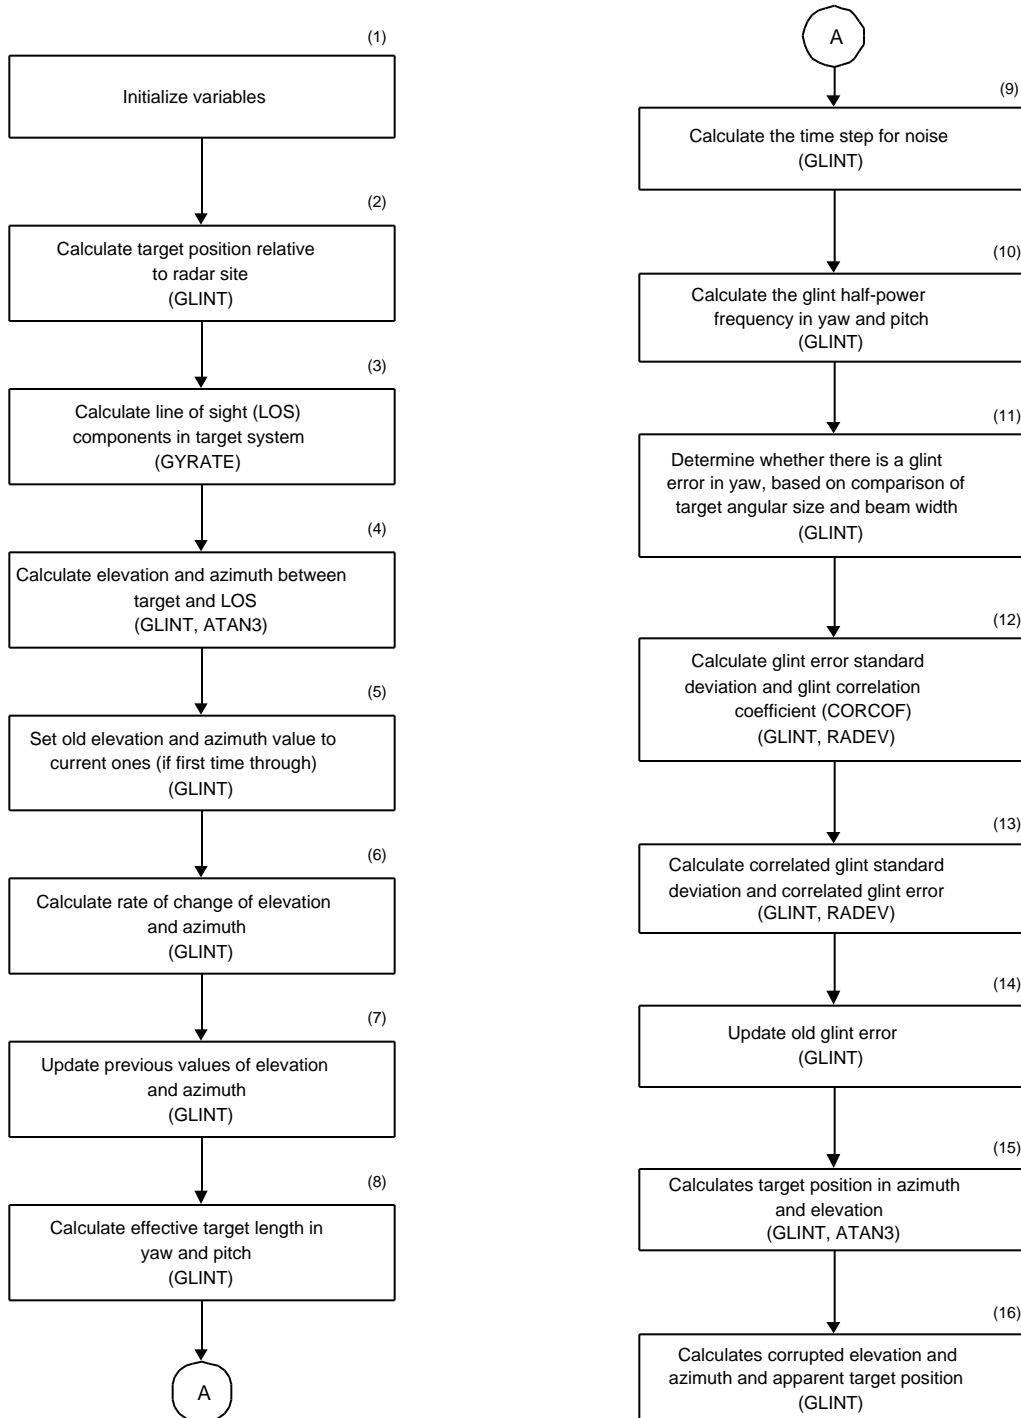 (1)
Initialize variables
(2)
Calculate target position relative
to radar site
(GLINT)
(3)
Calculate line of sight (LOS)
components in target system
(GYRATE)
(4)
Calculate elevation and azimuth between
target and LOS
(GLINT, ATAN3)
(5)
Set old elevation and azimuth value to
current ones (if first time through)
(GLINT)
(6)
Calculate rate of change of elevation
and azimuth
(GLINT)
(7)
Update previous values of elevation
and azimuth
(GLINT)
(8)
Calculate effective target length in
yaw and pitch
(GLINT)
A
A
(9)
Calculate the time step for noise
(GLINT)
(10)
Calculate the glint half-power
frequency in yaw and pitch
(GLINT)
(11)
Determine whether there is a glint
error in yaw, based on comparison of
target angular size and beam width
(GLINT)
(12)
Calculate glint error standard
deviation and glint correlation
coefficient (CORCOF)
(GLINT, RADEV)
(13)
Calculate correlated glint standard
deviation and correlated glint error
(GLINT, RADEV)
(14)
Update old glint error
(GLINT)
(15)
Calculates target position in azimuth
and elevation
(GLINT, ATAN3)
(16)
Calculates corrupted elevation and
azimuth and apparent target position
(GLINT)